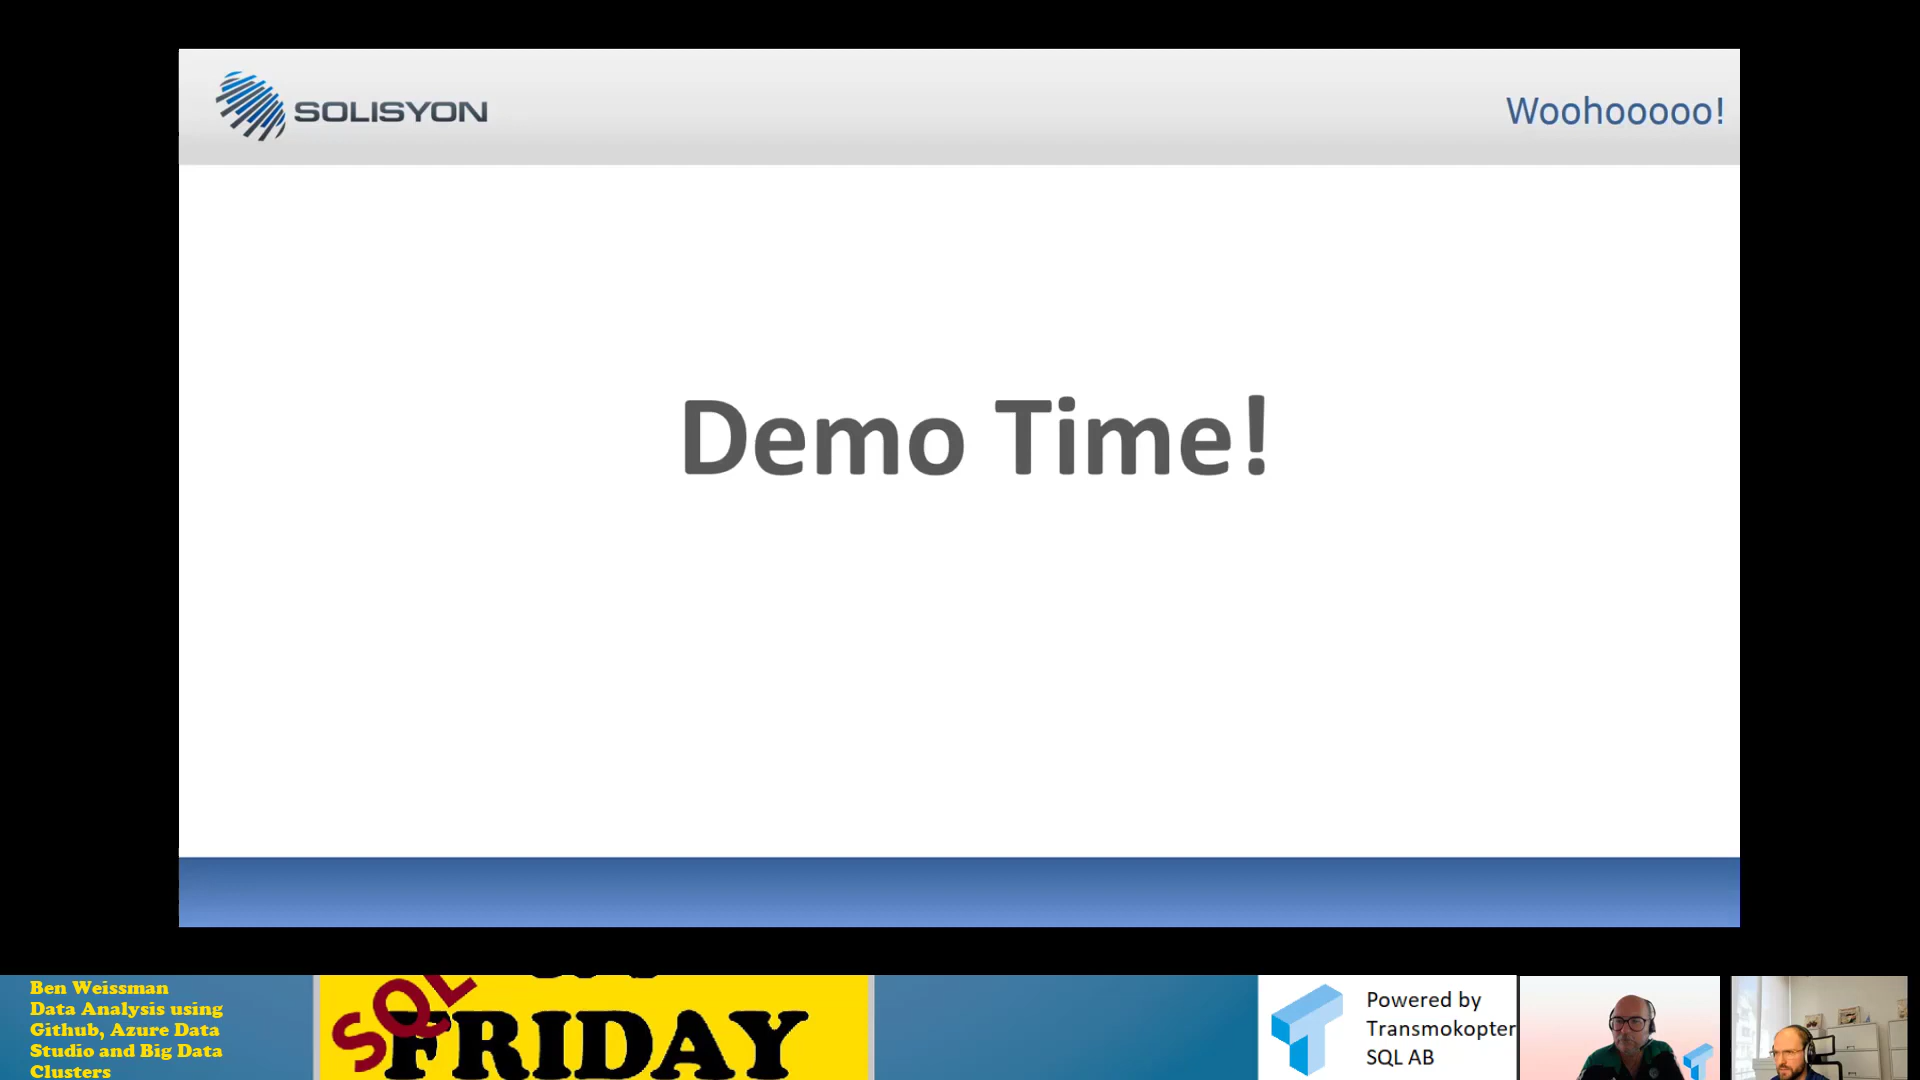 SOLISYON
Woohooooo!
Demo Time!
Ben Weissman
Data Analysis using
Github, Azure Data
Studio and Big Data
Clusters
SQL
FRIDAY
Powered by
Transmokopter
SQL AB